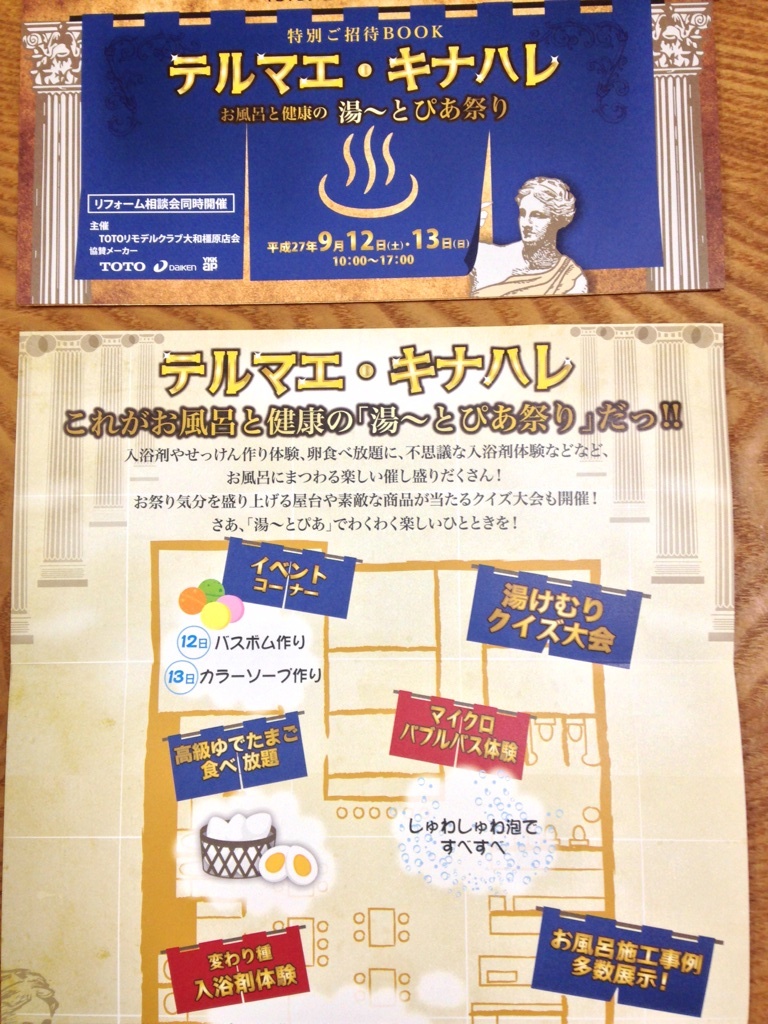 特別ご招待BOOK
テルマエ・キナハレ
お風呂と健康の 湯～とぴあ祭り
リフォーム相談会同時開催
主催
TOTOリモデルクラブ大和橿原店会
協賛メーカー
TOTO DAIKEN YKK ap
平成27年9月12日(土)・13日(日)
10:00～17:00
テルマエ・キナハレ
これがお風呂と健康の「湯～とぴあ祭り」だっ!!
入浴剤やせっけん作り体験、卵食べ放題に、不思議な入浴剤体験などなど、
お風呂にまつわる楽しい催し盛りだくさん！
お祭り気分を盛り上げる屋台や素敵な商品が当たるクイズ大会も開催！
さあ、「湯～とぴあ」でわくわく楽しいひとときを！
イベント
コーナー
12日 バスボム作り
13日 カラーソープ作り
湯けむり
クイズ大会
高級ゆでたまご
食べ放題
マイクロ
バブルバス体験
しゅわしゅわ泡で
すべすべ
変わり種
入浴剤体験
お風呂施工事例
多数展示！